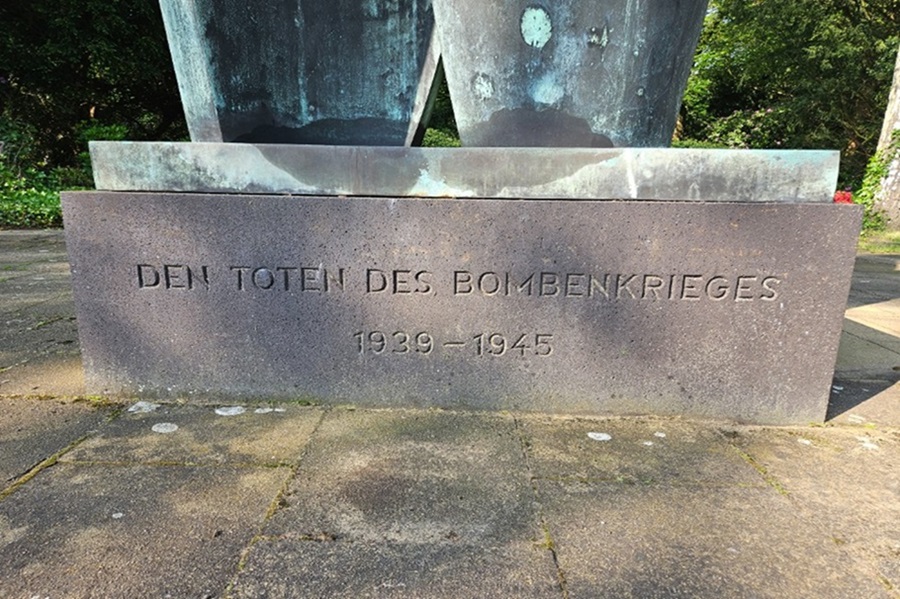 DEN TOTEN DES BOMBENKRIEGES
1939 – 1945